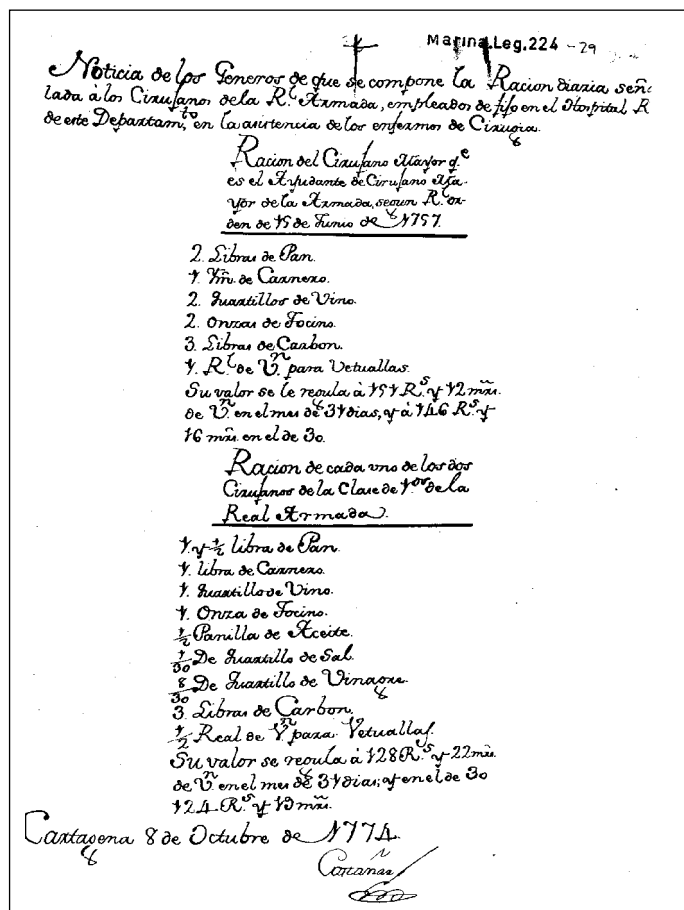 Marina.Leg.224 - 29
Noticia de los Generos de que se compone la Racion diaria señ
lada à los Cirujanos de la R.l Armada, empleados de fijo en el Hospital R
de este Departam.to, en la asistencia de los enfermos de Cirugia.
Racion del Cirujano Mayor q.e
es el Ayudante de Cirujano Ma-
yor de la Armada, segun R.l or-
den de 15 de Junio de 1757.
2. Libras de Pan.
1. Ydm de Carnero.
2. Quartillos de Vino.
2. Onzas de Tocino.
3. Libras de Carbon.
1. R.l de V.n para Vetuallas.
Su valor se le regula à 151 R.s y 12 mrs.
de V.n en el mes de 31 dias, y à 146 R.s y
16 mrs en el de 30.
Racion de cada uno de los dos
Cirujanos de la Clase de 1.os de la
Real Armada.
1. y 1/2 libra de Pan.
1. libra de Carnero.
1. Quartillo de Vino.
1. Onza de Tocino.
1/2 Panilla de Aceite.
1/30 De Quartillo de Sal.
8/30 De Quartillo de Vinagre.
3. Libras de Carbon.
1/2 Real de V.n para Vetuallas.
Su valor se regula à 128 R.s y 22 mrs.
de V.n en el mes de 31 dias; y en el de 30
124 R.s y 13 mrs.
Cartagena 8 de Octubre de 1774.